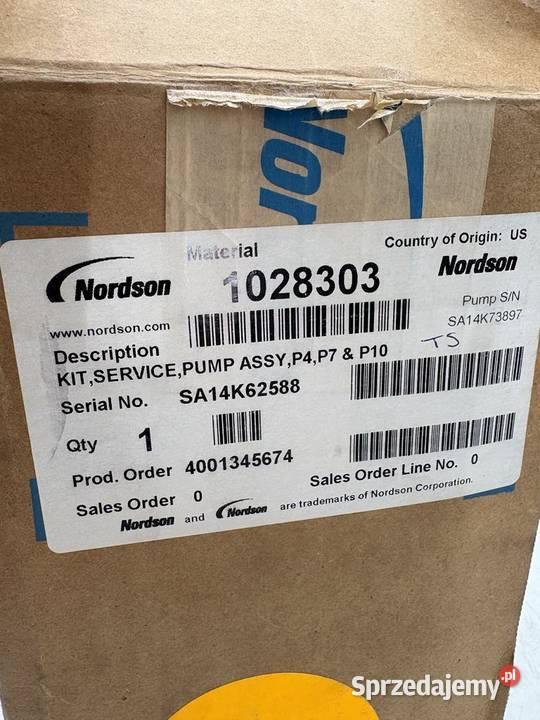 Nor
Material
Country of Origin: US
Nordson
1028303
Nordson
www.nordson.com
Pump S/N
SA14K73897
TS
Description
KIT,SERVICE,PUMP ASSY,P4,P7 & P10
Serial No. SA14K62588
Qty 1
Prod. Order 4001345674
Sales Order Line No. 0
Sales Order 0
Nordson and Nordson are trademarks of Nordson Corporation.
Sprzedajemy.pl